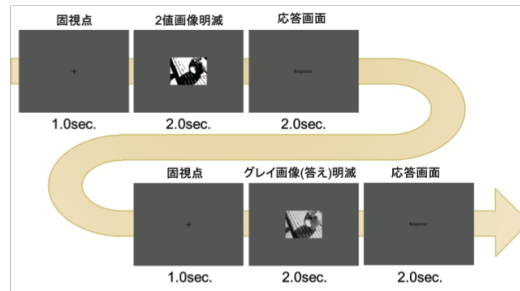 固視点
2値画像明滅
応答画面
+
Response
1.0sec.
2.0sec.
2.0sec.
固視点
グレイ画像(答え)明滅
応答画面
+
Response
1.0sec.
2.0sec.
2.0sec.